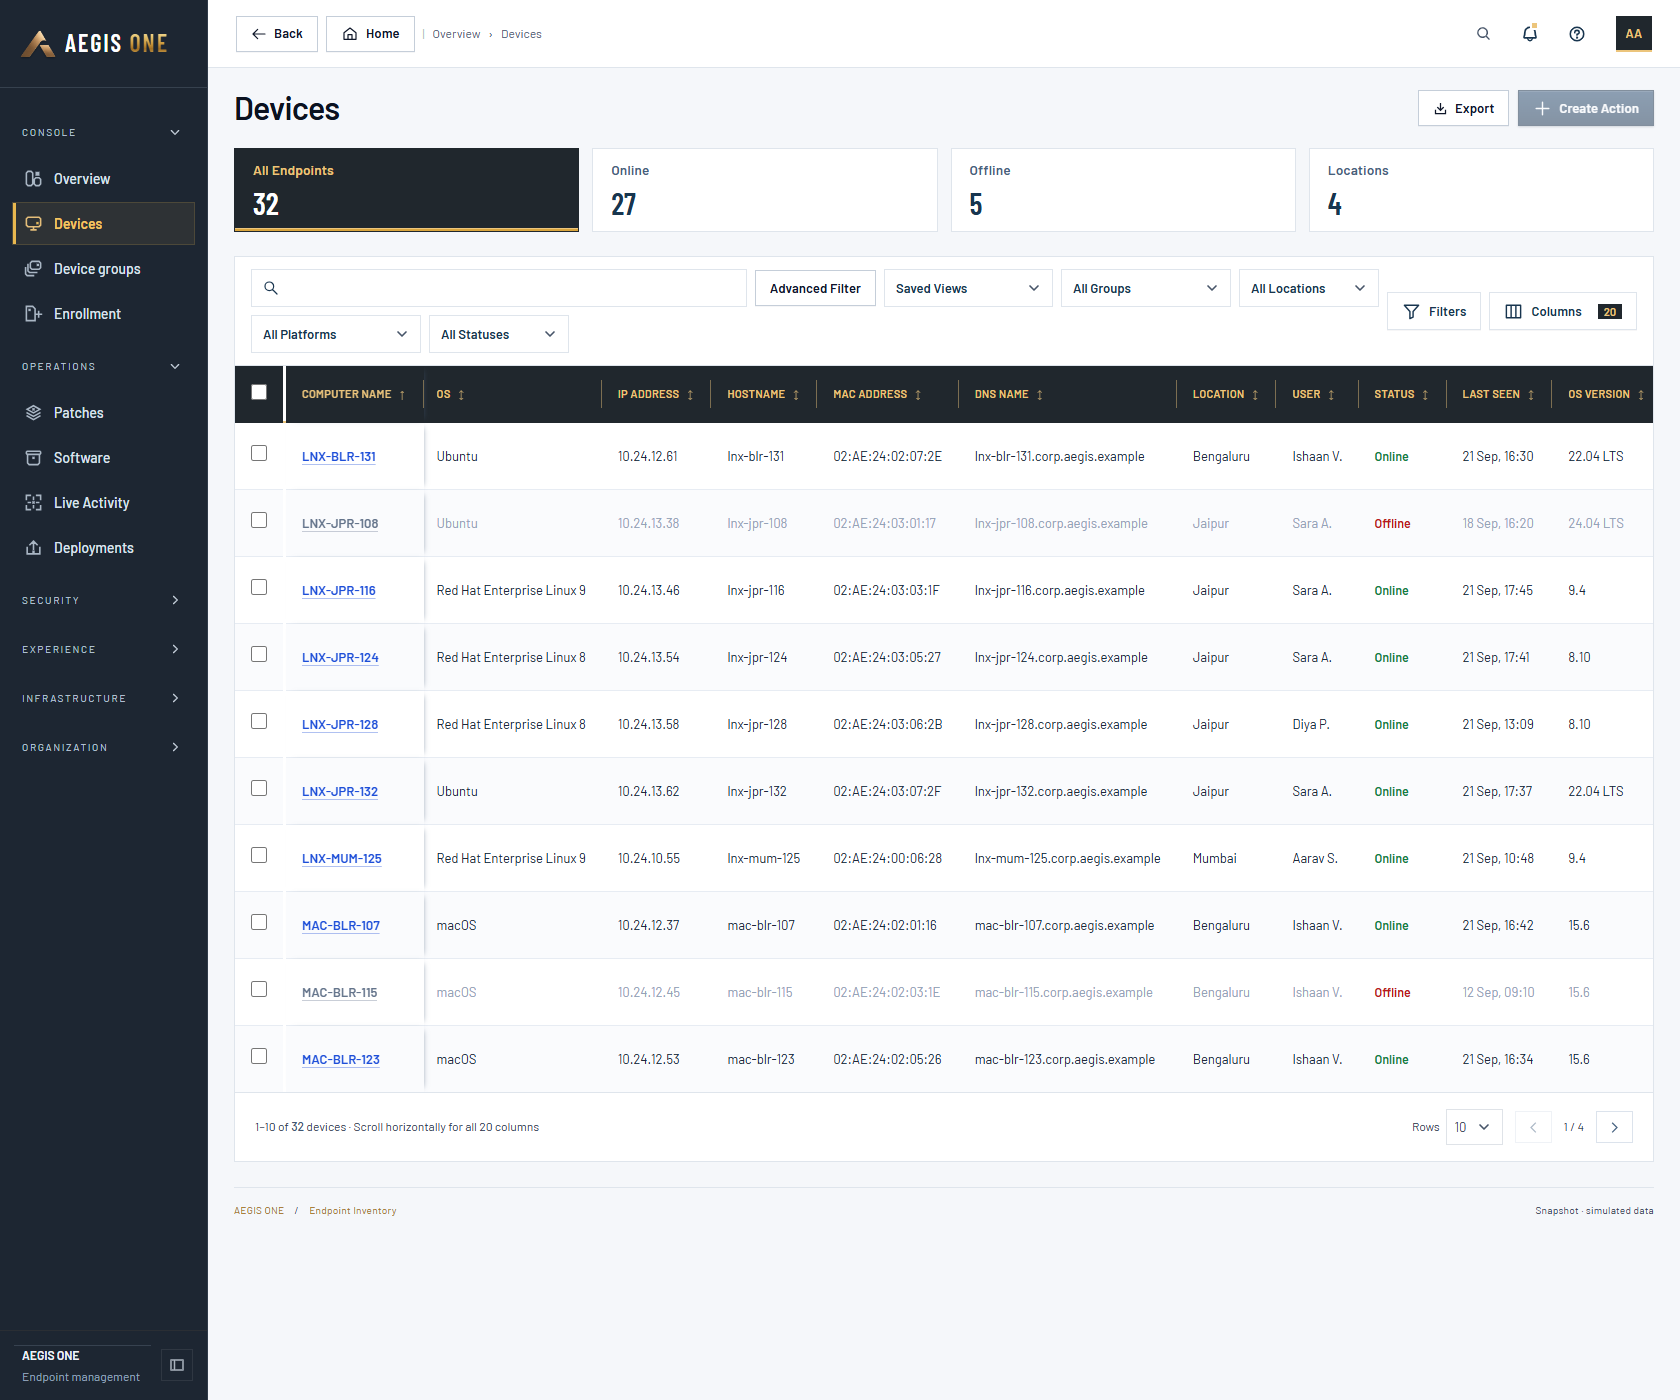 AEGIS ONE
Back
Home
Overview › Devices
AA
CONSOLE
Overview
Devices
Device groups
Enrollment
OPERATIONS
Patches
Software
Live Activity
Deployments
SECURITY
EXPERIENCE
INFRASTRUCTURE
ORGANIZATION
AEGIS ONE
Endpoint management
Devices
Export
Create Action
All Endpoints
32
Online
27
Offline
5
Locations
4
Advanced Filter
Saved Views
All Groups
All Locations
All Platforms
All Statuses
Filters
Columns 20
COMPUTER NAME ↑ OS ↕ IP ADDRESS ↕ HOSTNAME ↕ MAC ADDRESS ↕ DNS NAME ↕ LOCATION ↕ USER ↕ STATUS ↕ LAST SEEN ↕ OS VERSION ↕
LNX-BLR-131 Ubuntu 10.24.12.61 lnx-blr-131 02:AE:24:02:07:2E lnx-blr-131.corp.aegis.example Bengaluru Ishaan V. Online 21 Sep, 16:30 22.04 LTS
LNX-JPR-108 Ubuntu 10.24.13.38 lnx-jpr-108 02:AE:24:03:01:17 lnx-jpr-108.corp.aegis.example Jaipur Sara A. Offline 18 Sep, 16:20 24.04 LTS
LNX-JPR-116 Red Hat Enterprise Linux 9 10.24.13.46 lnx-jpr-116 02:AE:24:03:03:1F lnx-jpr-116.corp.aegis.example Jaipur Sara A. Online 21 Sep, 17:45 9.4
LNX-JPR-124 Red Hat Enterprise Linux 8 10.24.13.54 lnx-jpr-124 02:AE:24:03:05:27 lnx-jpr-124.corp.aegis.example Jaipur Sara A. Online 21 Sep, 17:41 8.10
LNX-JPR-128 Red Hat Enterprise Linux 8 10.24.13.58 lnx-jpr-128 02:AE:24:03:06:2B lnx-jpr-128.corp.aegis.example Jaipur Diya P. Online 21 Sep, 13:09 8.10
LNX-JPR-132 Ubuntu 10.24.13.62 lnx-jpr-132 02:AE:24:03:07:2F lnx-jpr-132.corp.aegis.example Jaipur Sara A. Online 21 Sep, 17:37 22.04 LTS
LNX-MUM-125 Red Hat Enterprise Linux 9 10.24.10.55 lnx-mum-125 02:AE:24:00:06:28 lnx-mum-125.corp.aegis.example Mumbai Aarav S. Online 21 Sep, 10:48 9.4
MAC-BLR-107 macOS 10.24.12.37 mac-blr-107 02:AE:24:02:01:16 mac-blr-107.corp.aegis.example Bengaluru Ishaan V. Online 21 Sep, 16:42 15.6
MAC-BLR-115 macOS 10.24.12.45 mac-blr-115 02:AE:24:02:03:1E mac-blr-115.corp.aegis.example Bengaluru Ishaan V. Offline 12 Sep, 09:10 15.6
MAC-BLR-123 macOS 10.24.12.53 mac-blr-123 02:AE:24:02:05:26 mac-blr-123.corp.aegis.example Bengaluru Ishaan V. Online 21 Sep, 16:34 15.6
1–10 of 32 devices · Scroll horizontally for all 20 columns
Rows 10 1 / 4
AEGIS ONE / Endpoint Inventory
Snapshot · simulated data